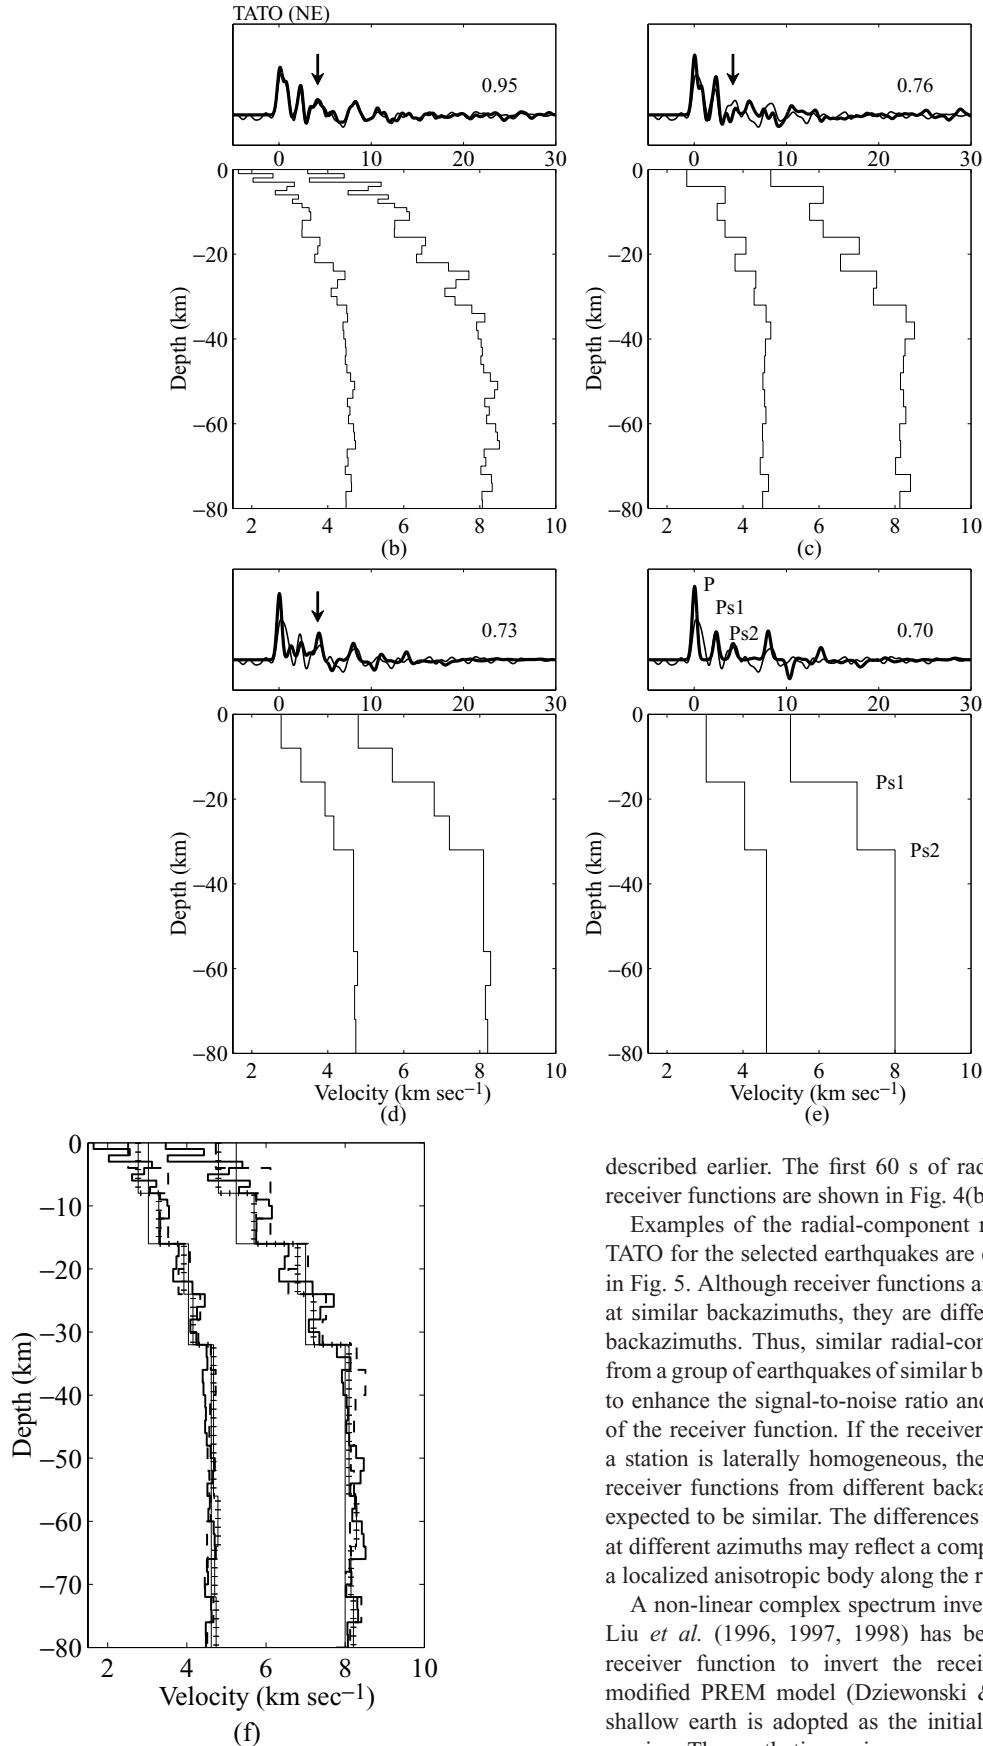 TATO (NE)
0.95
0 10 20 30
0
−20
−40
−60
−80
Depth (km)
2 4 6 8 10
(b)
0.76
0 10 20 30
0
−20
−40
−60
−80
Depth (km)
2 4 6 8 10
(c)
0.73
0 10 20 30
0
−20
−40
−60
−80
Depth (km)
2 4 6 8 10
Velocity (km sec−1)
(d)
P
Ps1
Ps2
0.70
0 10 20 30
0
−20
−40
−60
−80
Depth (km)
Ps1
Ps2
2 4 6 8 10
Velocity (km sec−1)
(e)
0
−10
−20
−30
−40
−50
−60
−70
−80
Depth (km)
2 4 6 8 10
Velocity (km sec−1)
(f)
described earlier. The first 60 s of rad
receiver functions are shown in Fig. 4(b
Examples of the radial-component r
TATO for the selected earthquakes are
in Fig. 5. Although receiver functions a
at similar backazimuths, they are diffe
backazimuths. Thus, similar radial-con
from a group of earthquakes of similar b
to enhance the signal-to-noise ratio and
of the receiver function. If the receiver
a station is laterally homogeneous, the
receiver functions from different backa
expected to be similar. The differences
at different azimuths may reflect a comp
a localized anisotropic body along the r
A non-linear complex spectrum inve
Liu et al. (1996, 1997, 1998) has be
receiver function to invert the recei
modified PREM model (Dziewonski &
shallow earth is adopted as the initial